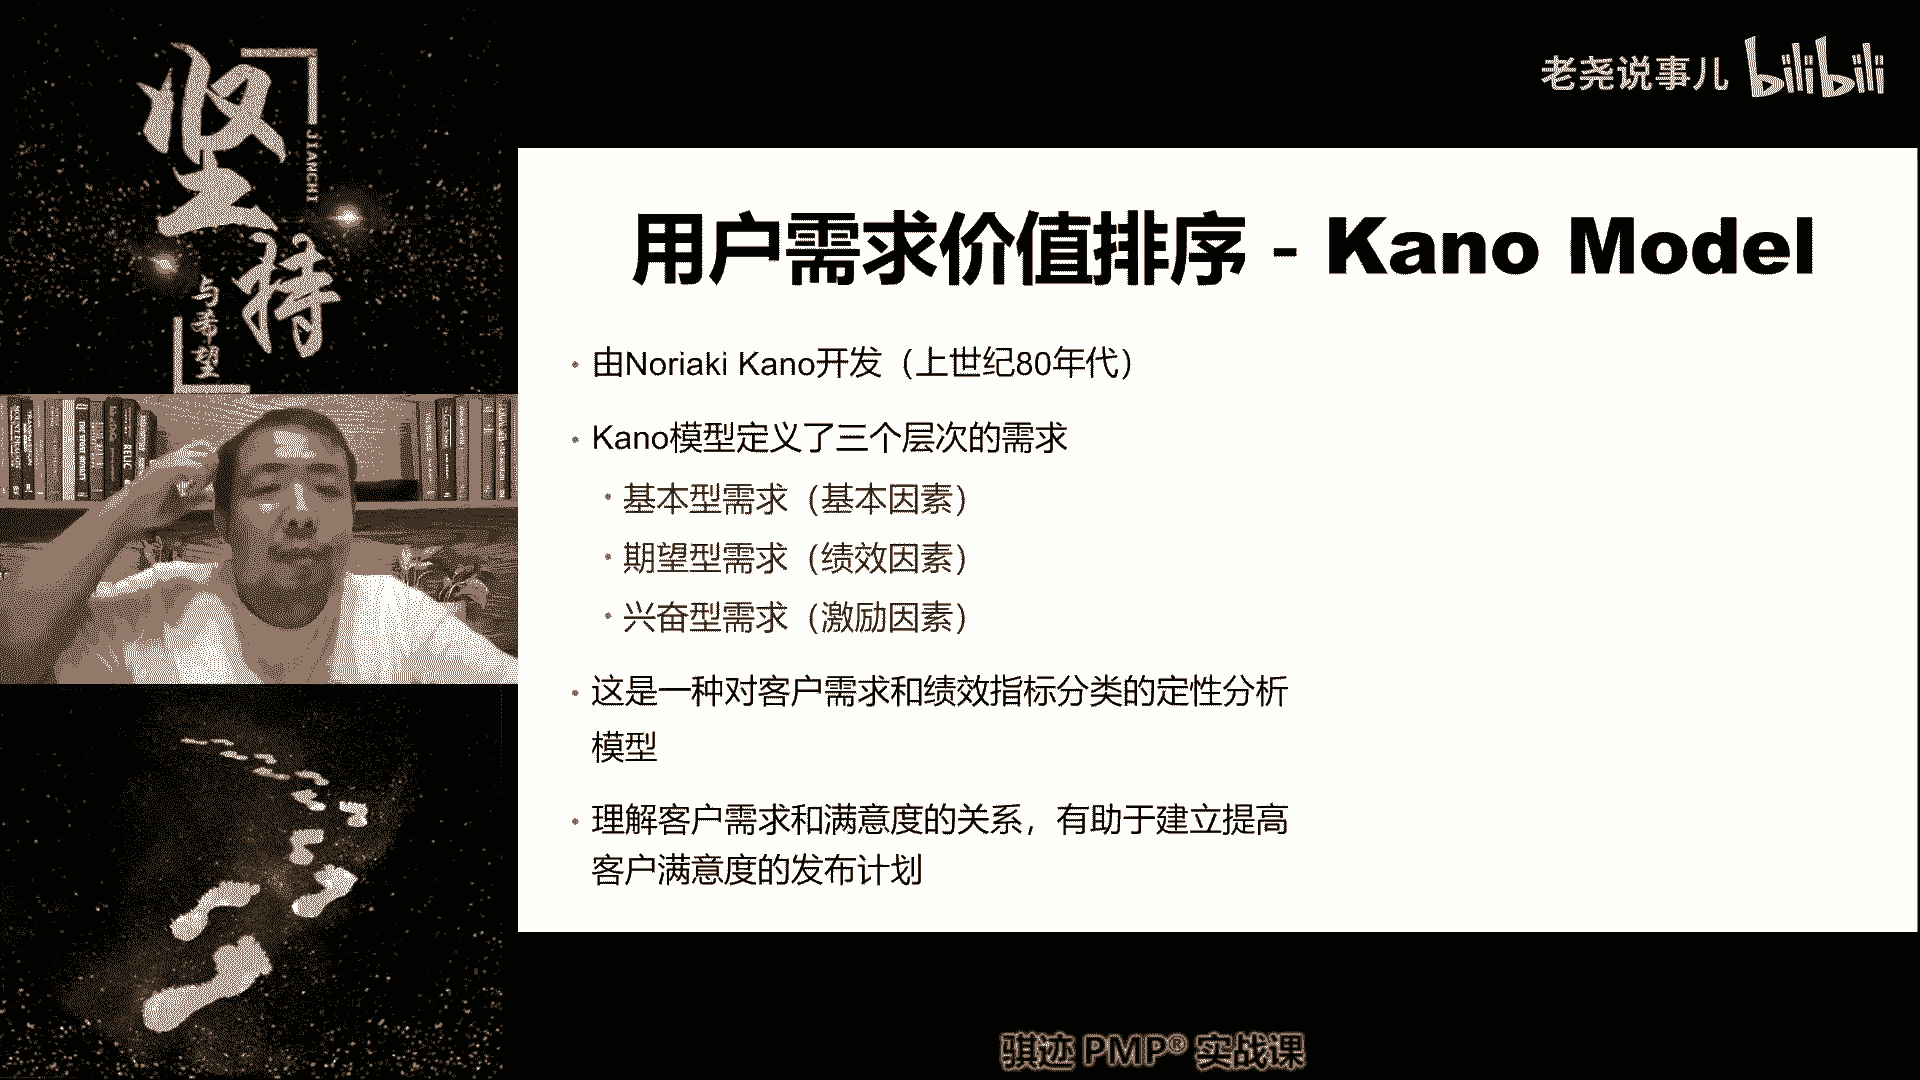 坚持
JIANCHI
与希望
老尧说事儿 bilibili
用户需求价值排序 - Kano Model
• 由Noriaki Kano开发（上世纪80年代）
• Kano模型定义了三个层次的需求
• 基本型需求（基本因素）
• 期望型需求（绩效因素）
• 兴奋型需求（激励因素）
• 这是一种对客户需求和绩效指标分类的定性分析
模型
• 理解客户需求和满意度的关系，有助于建立提高
客户满意度的发布计划
RELIC
骐迹 PMP® 实战课